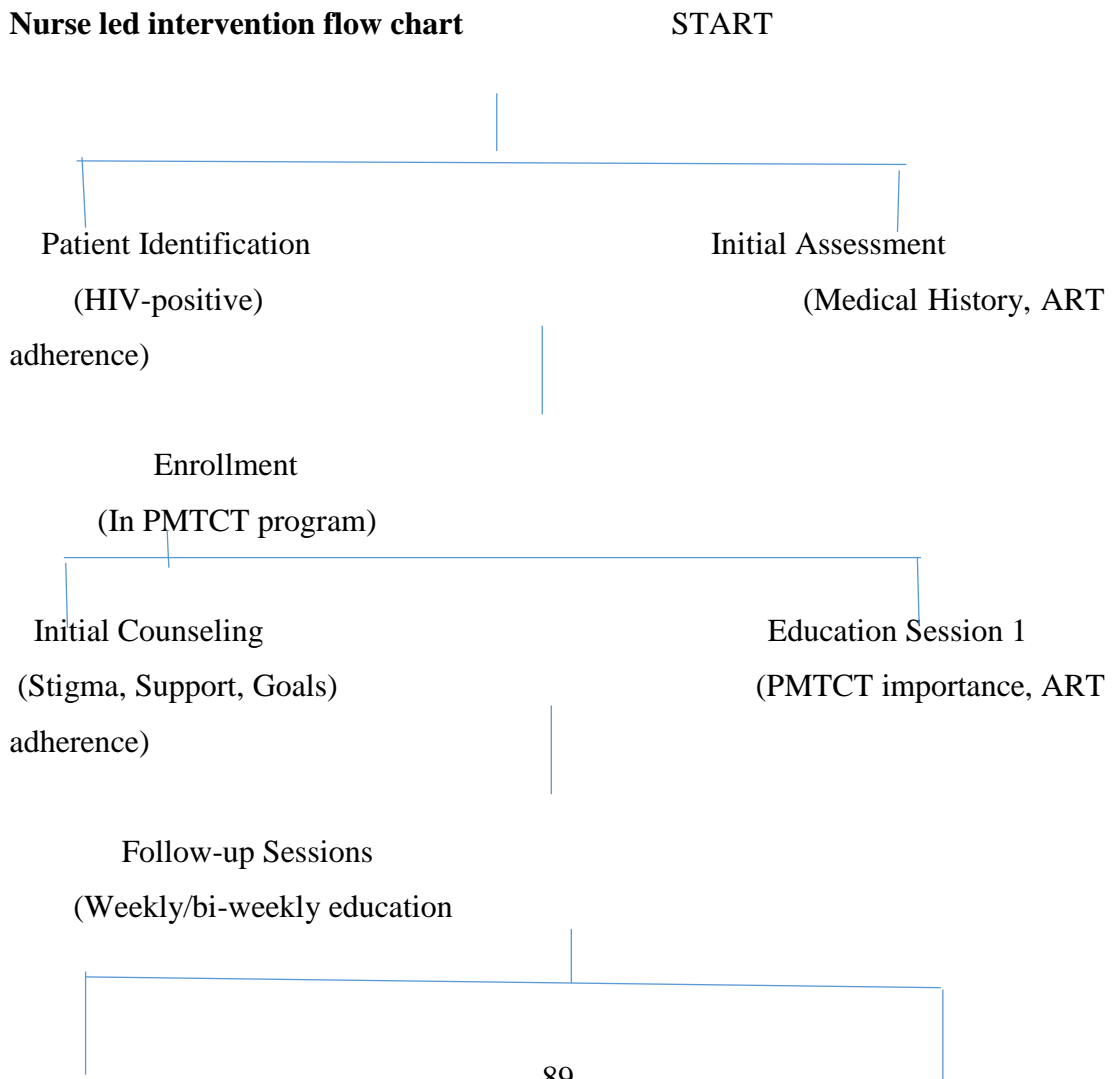 Nurse led intervention flow chart START
Patient Identification Initial Assessment
(HIV-positive) (Medical History, ART
adherence)
Enrollment
(In PMTCT program)
Initial Counseling Education Session 1
(Stigma, Support, Goals) (PMTCT importance, ART
adherence)
Follow-up Sessions
(Weekly/bi-weekly education
89